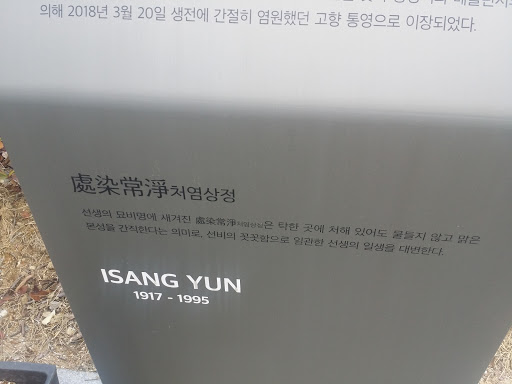 의해 2018년 3월 20일 생전에 간절히 염원했던 고향 통영으로 이장되었다.
處染常淨처염상정
선생의 묘비명에 새겨진 處染常淨처염상정은 탁한 곳에 처해 있어도 물들지 않고 맑은
본성을 간직한다는 의미로, 선비의 꼿꼿함으로 일관한 선생의 일생을 대변한다.
ISANG YUN
1917 - 1995